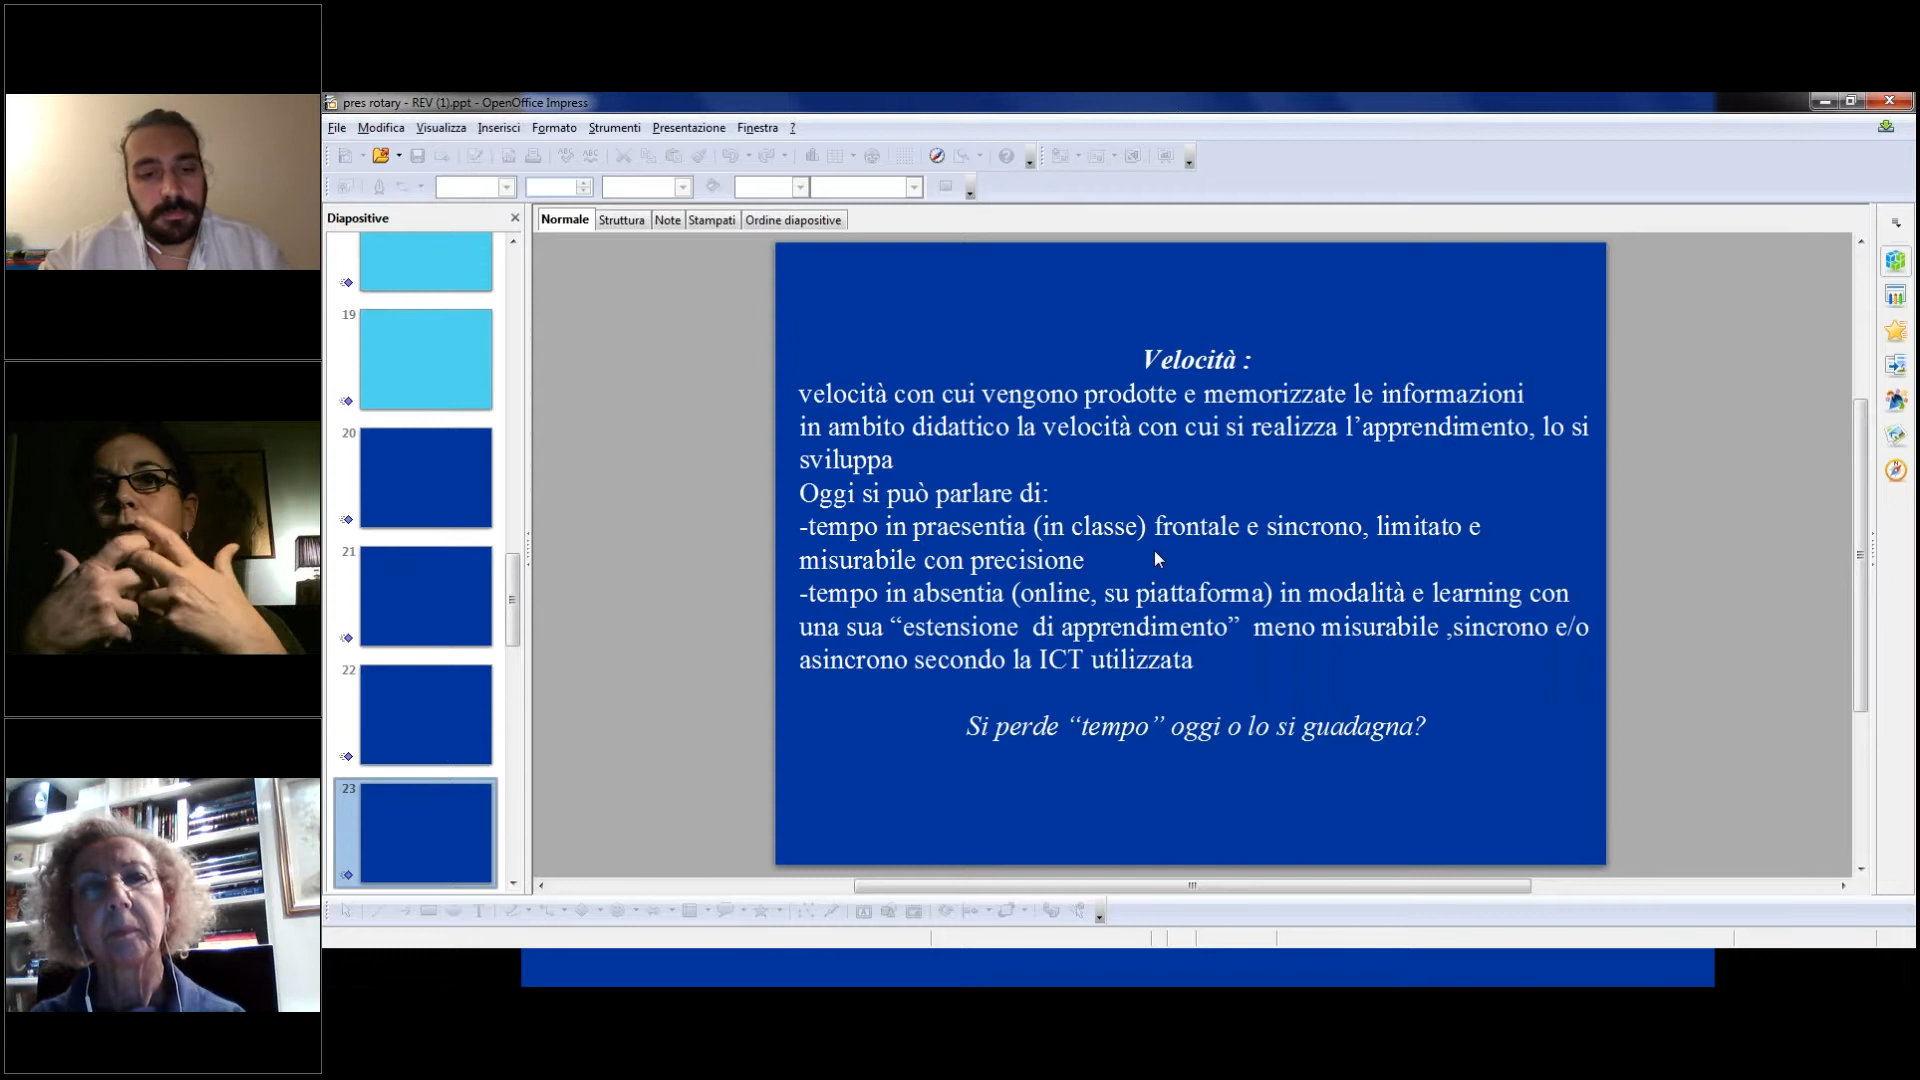 pres rotary - REV (1).ppt - OpenOffice Impress
File Modifica Visualizza Inserisci Formato Strumenti Presentazione Finestra ?
Diapositive
Normale Struttura Note Stampati Ordine diapositive
19
20
21
22
23
Velocità :
velocità con cui vengono prodotte e memorizzate le informazioni
in ambito didattico la velocità con cui si realizza l’apprendimento, lo si
sviluppa
Oggi si può parlare di:
-tempo in praesentia (in classe) frontale e sincrono, limitato e
misurabile con precisione
-tempo in absentia (online, su piattaforma) in modalità e learning con
una sua “estensione di apprendimento” meno misurabile ,sincrono e/o
asincrono secondo la ICT utilizzata
Si perde “tempo” oggi o lo si guadagna?